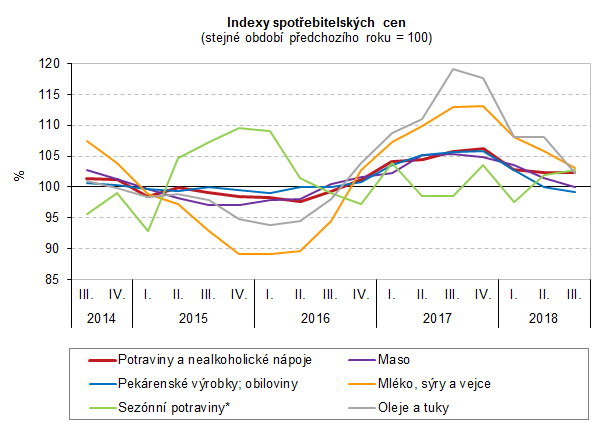 Indexy spotřebitelských cen
(stejné období předchozího roku = 100)
%
120
115
110
105
100
95
90
85
III. IV. I. II. III. IV. I. II. III. IV. I. II. III. IV. I. II. III.
2014 2015 2016 2017 2018
Potraviny a nealkoholické nápoje Maso
Pekárenské výrobky; obiloviny Mléko, sýry a vejce
Sezónní potraviny* Oleje a tuky